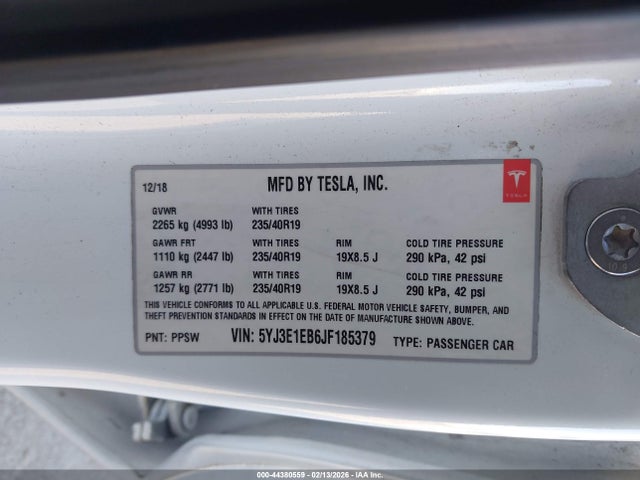 12/18 MFD BY TESLA, INC.
TESLA
GVWR WITH TIRES
2265 kg (4993 lb) 235/40R19
GAWR FRT WITH TIRES RIM COLD TIRE PRESSURE
1110 kg (2447 lb) 235/40R19 19X8.5 J 290 kPa, 42 psi
GAWR RR WITH TIRES RIM COLD TIRE PRESSURE
1257 kg (2771 lb) 235/40R19 19X8.5 J 290 kPa, 42 psi
THIS VEHICLE CONFORMS TO ALL APPLICABLE U.S. FEDERAL MOTOR VEHICLE SAFETY, BUMPER, AND
THEFT PREVENTION STANDARDS IN EFFECT ON THE DATE OF MANUFACTURE SHOWN ABOVE.
PNT: PPSW VIN: 5YJ3E1EB6JF185379 TYPE: PASSENGER CAR
000-44380559 - 02/13/2026 - IAA Inc.